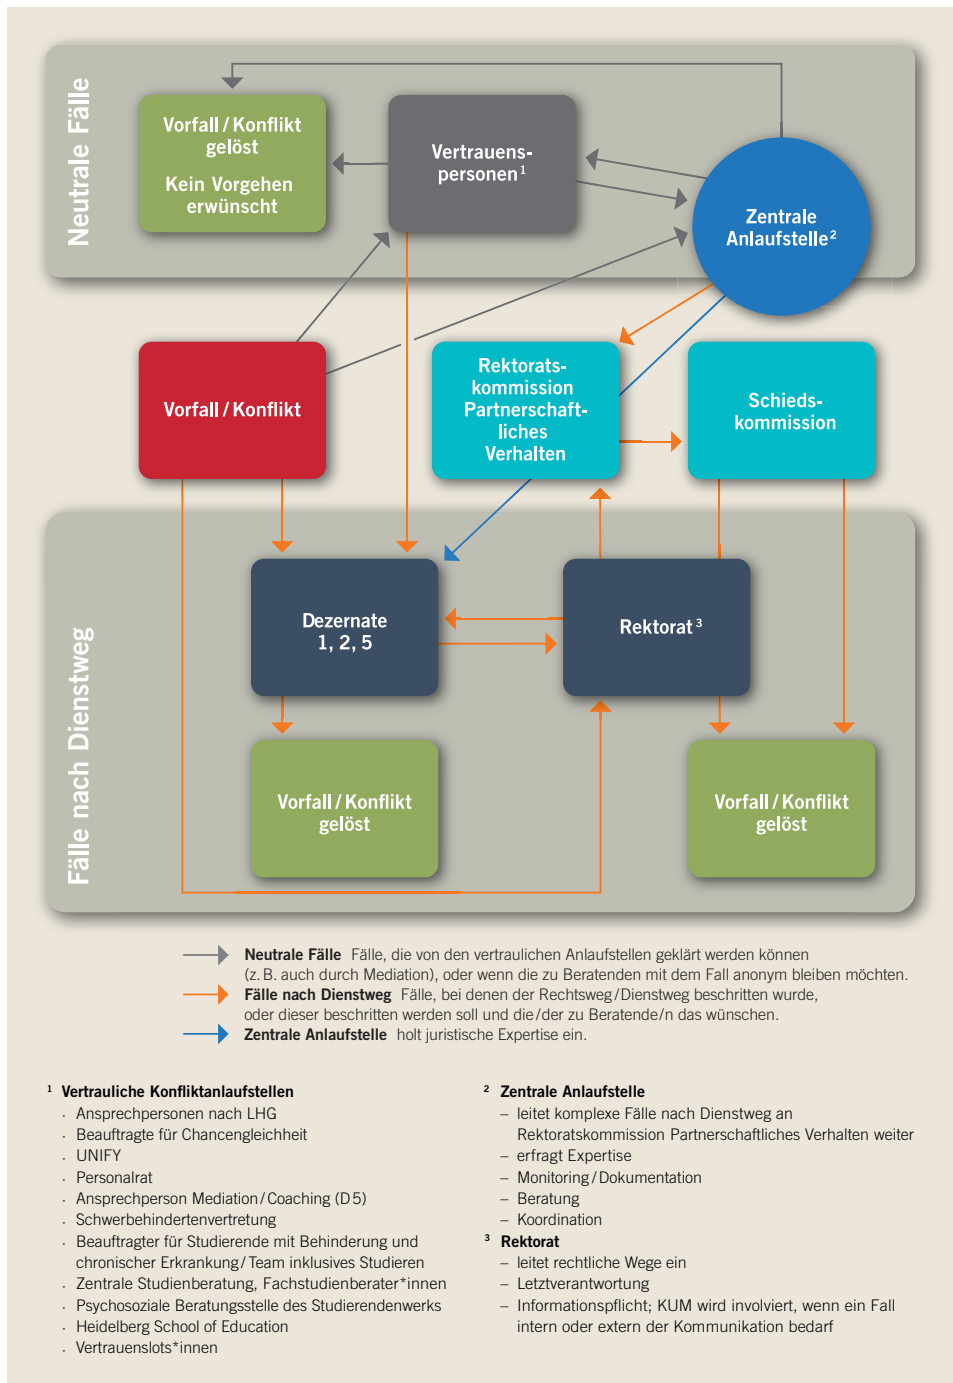 Neutrale Fälle
Vorfall / Konflikt
gelöst
Kein Vorgehen
erwünscht
Vertrauens-
personen¹
Zentrale
Anlaufstelle²
Vorfall / Konflikt
Rektorats-
kommission
Partnerschaft-
liches
Verhalten
Schieds-
kommission
Fälle nach Dienstweg
Dezernate
1, 2, 5
Rektorat³
Vorfall / Konflikt
gelöst
Vorfall / Konflikt
gelöst
Neutrale Fälle Fälle, die von den vertraulichen Anlaufstellen geklärt werden können
(z. B. auch durch Mediation), oder wenn die zu Beratenden mit dem Fall anonym bleiben möchten.
Fälle nach Dienstweg Fälle, bei denen der Rechtsweg / Dienstweg beschritten wurde,
oder dieser beschritten werden soll und die / der zu Beratende/n das wünschen.
Zentrale Anlaufstelle holt juristische Expertise ein.
¹ Vertrauliche Konfliktanlaufstellen
· Ansprechpersonen nach LHG
· Beauftragte für Chancengleichheit
· UNIFY
· Personalrat
· Ansprechperson Mediation / Coaching (D 5)
· Schwerbehindertenvertretung
· Beauftragter für Studierende mit Behinderung und
chronischer Erkrankung / Team inklusives Studieren
· Zentrale Studienberatung, Fachstudienberater*innen
· Psychosoziale Beratungsstelle des Studierendenwerks
· Heidelberg School of Education
· Vertrauenslots*innen
² Zentrale Anlaufstelle
– leitet komplexe Fälle nach Dienstweg an
Rektoratskommission Partnerschaftliches Verhalten weiter
– erfragt Expertise
– Monitoring / Dokumentation
– Beratung
– Koordination
³ Rektorat
– leitet rechtliche Wege ein
– Letztverantwortung
– Informationspflicht; KUM wird involviert, wenn ein Fall
intern oder extern der Kommunikation bedarf